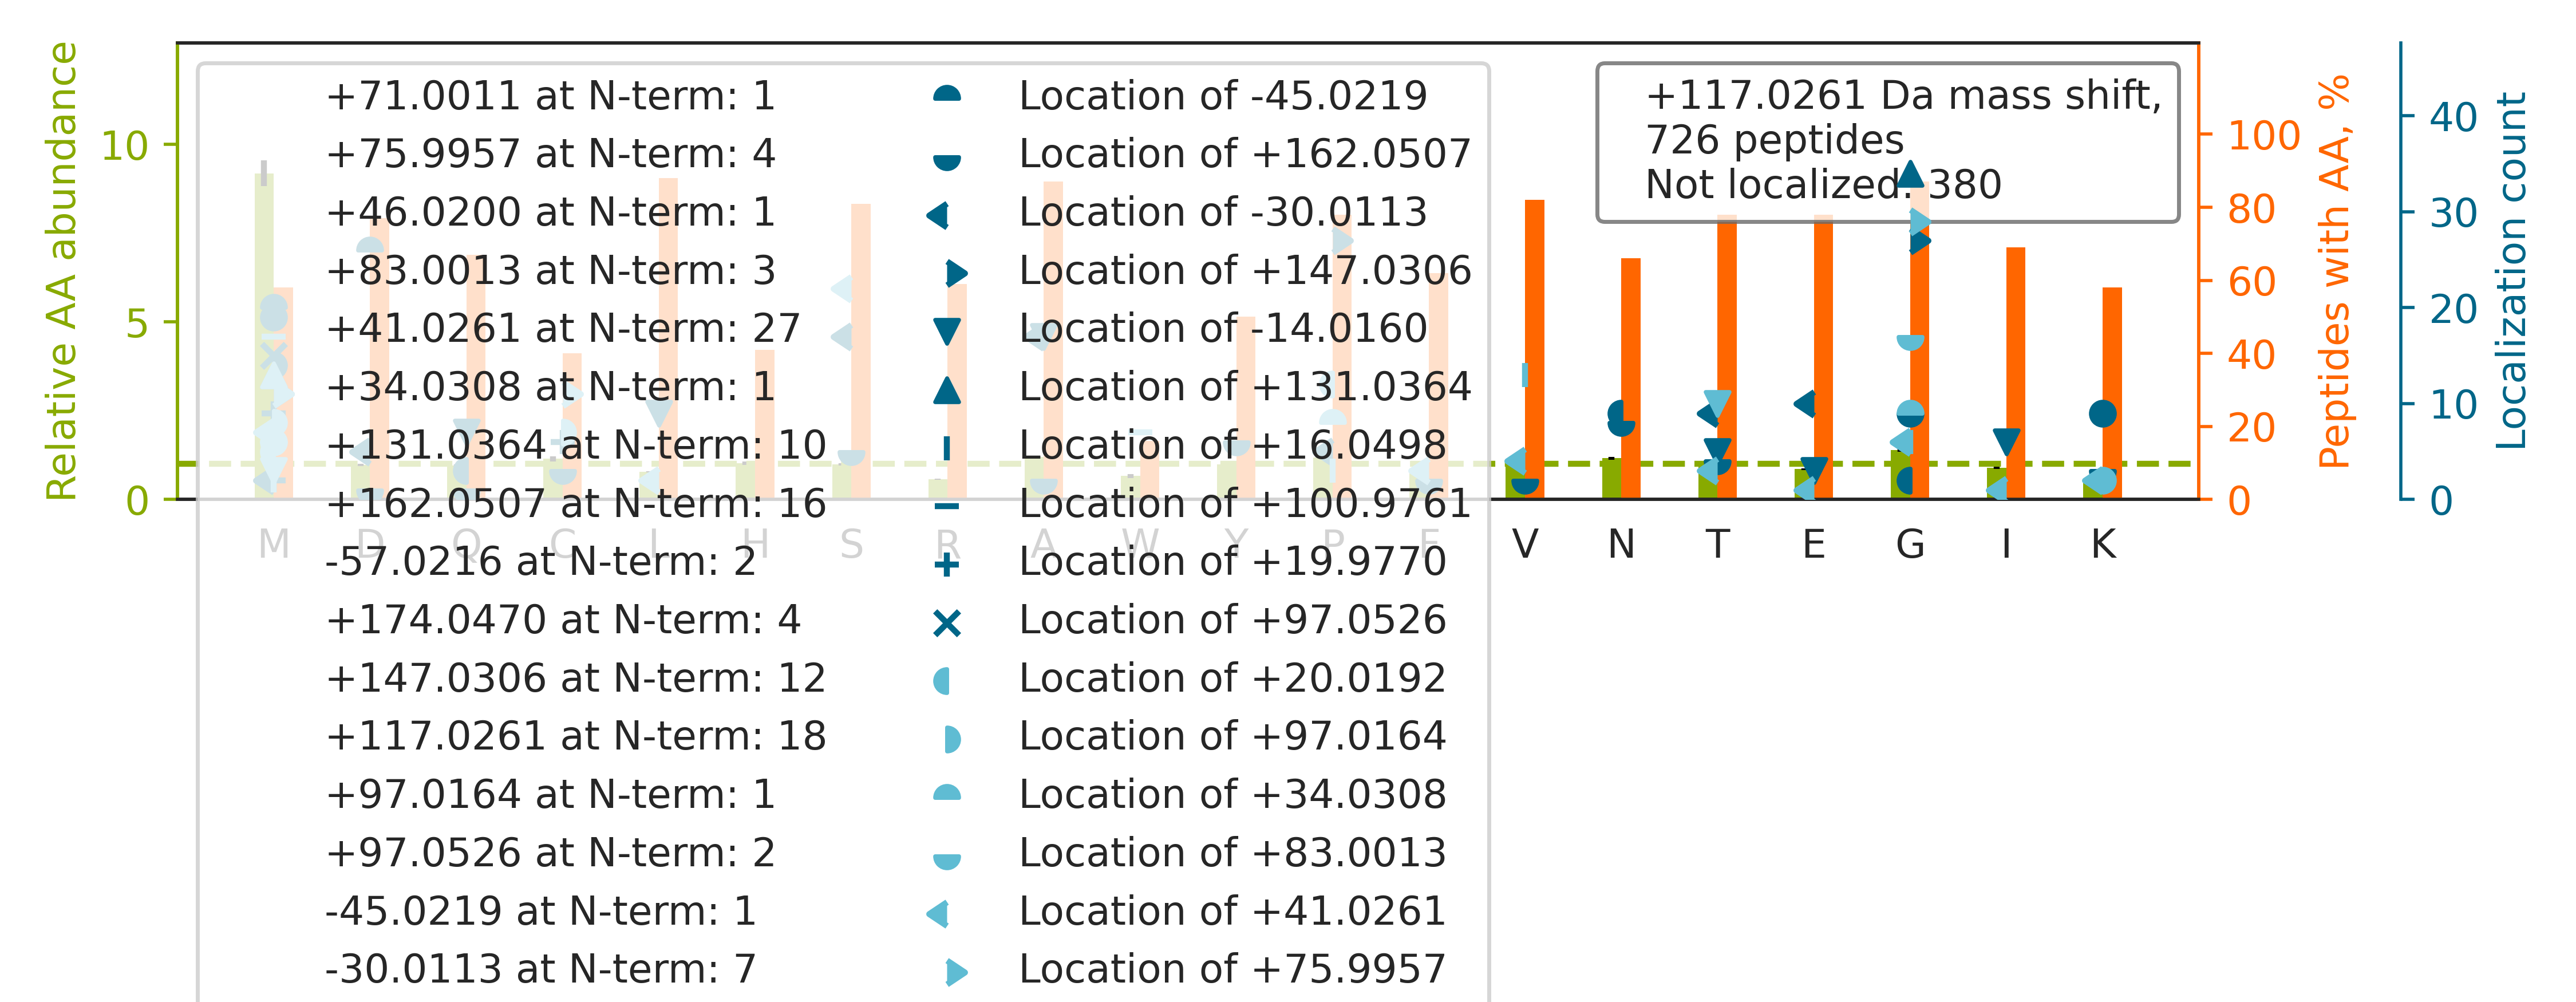 Relative AA abundance
10
5
0
+71.0011 at N-term: 1
+75.9957 at N-term: 4
+46.0200 at N-term: 1
+83.0013 at N-term: 3
+41.0261 at N-term: 27
+34.0308 at N-term: 1
+131.0364 at N-term: 10
+162.0507 at N-term: 16
-57.0216 at N-term: 2
+174.0470 at N-term: 4
+147.0306 at N-term: 12
+117.0261 at N-term: 18
+97.0164 at N-term: 1
+97.0526 at N-term: 2
-45.0219 at N-term: 1
-30.0113 at N-term: 7
Location of -45.0219
Location of +162.0507
Location of -30.0113
Location of +147.0306
Location of -14.0160
Location of +131.0364
Location of +16.0498
Location of +100.9761
Location of +19.9770
Location of +97.0526
Location of +20.0192
Location of +97.0164
Location of +34.0308
Location of +83.0013
Location of +41.0261
Location of +75.9957
+117.0261 Da mass shift,
726 peptides
Not localized: 380
M D Q C L H S R A W Y P F V N T E G I K
100
80
60
40
20
0
Peptides with AA, %
40
30
20
10
0
Localization count